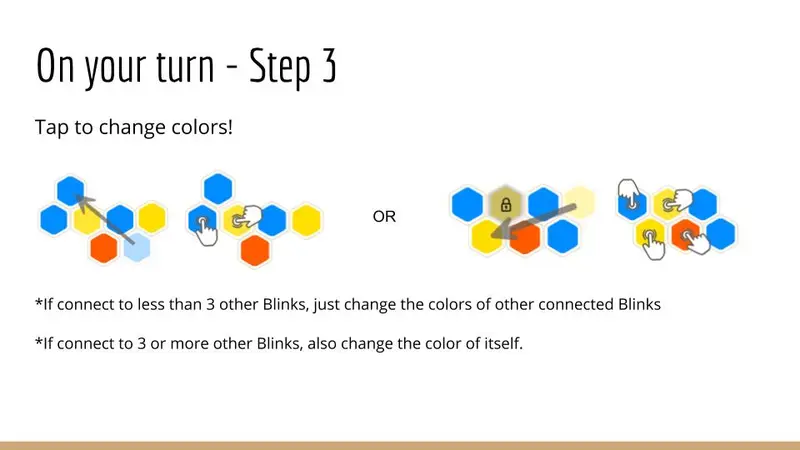 On your turn - Step 3
Tap to change colors!
OR
*If connect to less than 3 other Blinks, just change the colors of other connected Blinks
*If connect to 3 or more other Blinks, also change the color of itself.